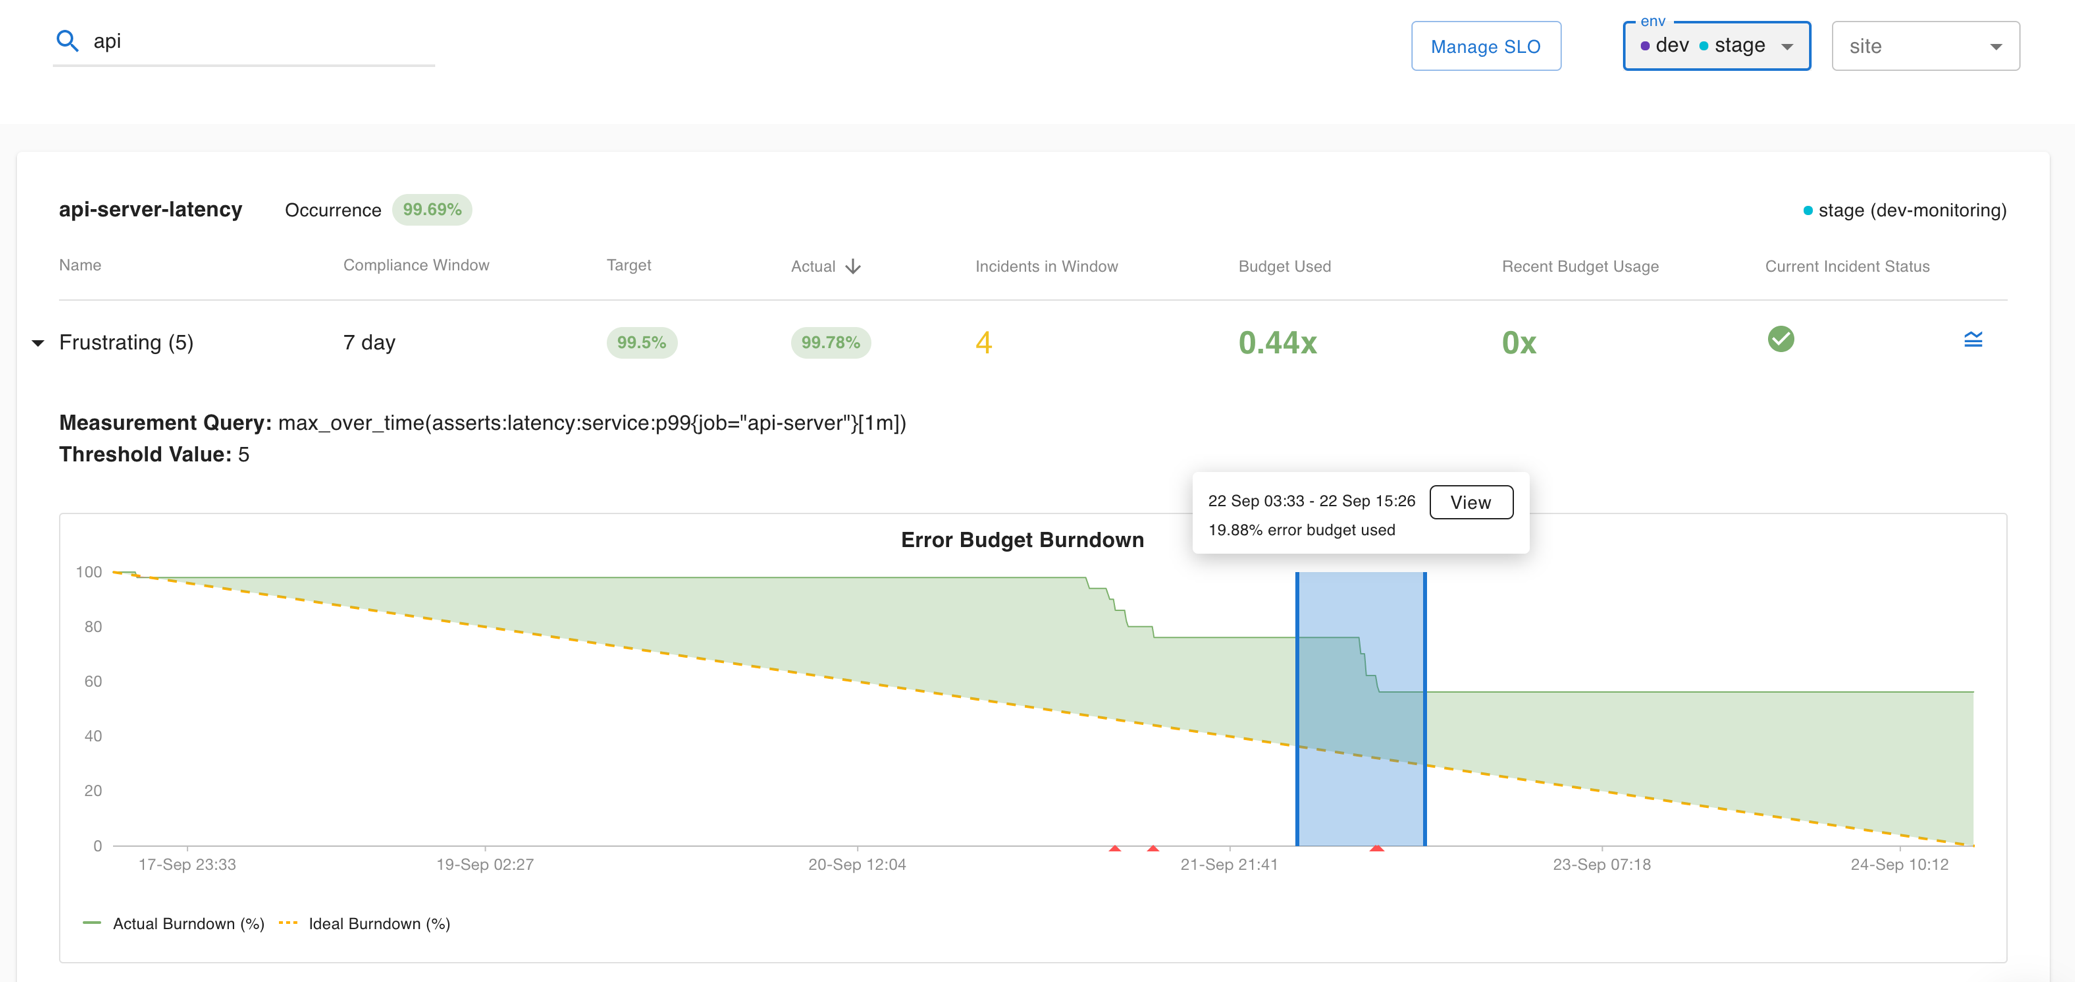 env
api
Manage SLO
dev stage
site
api-server-latency
Occurrence 99.69%
stage (dev-monitoring)
Name Compliance Window Target Actual Incidents in Window Budget Used Recent Budget Usage Current Incident Status
Frustrating (5) 7 day 99.5% 99.78% 4 0.44x 0x
Measurement Query: max_over_time(asserts:latency:service:p99{job="api-server"}[1m])
Threshold Value: 5
22 Sep 03:33 - 22 Sep 15:26 View
19.88% error budget used
Error Budget Burndown
100
80
60
40
20
0
17-Sep 23:33 19-Sep 02:27 20-Sep 12:04 21-Sep 21:41 23-Sep 07:18 24-Sep 10:12
Actual Burndown (%) Ideal Burndown (%)